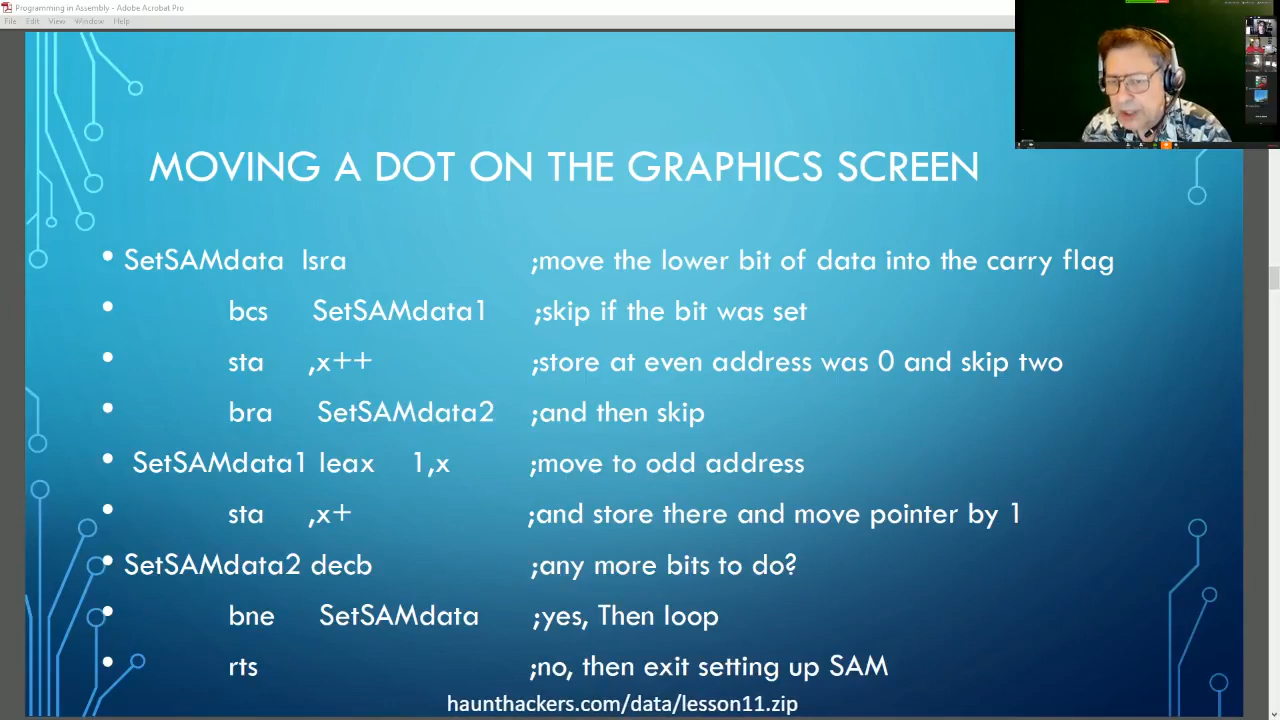 Programming in Assembly - Adobe Acrobat Pro
File Edit View Window Help
MOVING A DOT ON THE GRAPHICS SCREEN
• SetSAMdata lsra ;move the lower bit of data into the carry flag
• bcs SetSAMdata1 ;skip if the bit was set
• sta ,x++ ;store at even address was 0 and skip two
• bra SetSAMdata2 ;and then skip
• SetSAMdata1 leax 1,x ;move to odd address
• sta ,x+ ;and store there and move pointer by 1
• SetSAMdata2 decb ;any more bits to do?
• bne SetSAMdata ;yes, Then loop
• rts ;no, then exit setting up SAM
haunthackers.com/data/lesson11.zip